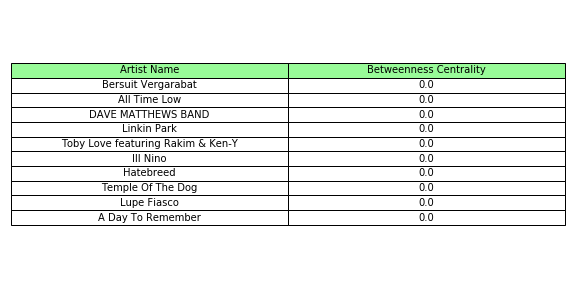 Artist Name Betweenness Centrality
Bersuit Vergarabat 0.0
All Time Low 0.0
DAVE MATTHEWS BAND 0.0
Linkin Park 0.0
Toby Love featuring Rakim & Ken-Y 0.0
Ill Nino 0.0
Hatebreed 0.0
Temple Of The Dog 0.0
Lupe Fiasco 0.0
A Day To Remember 0.0